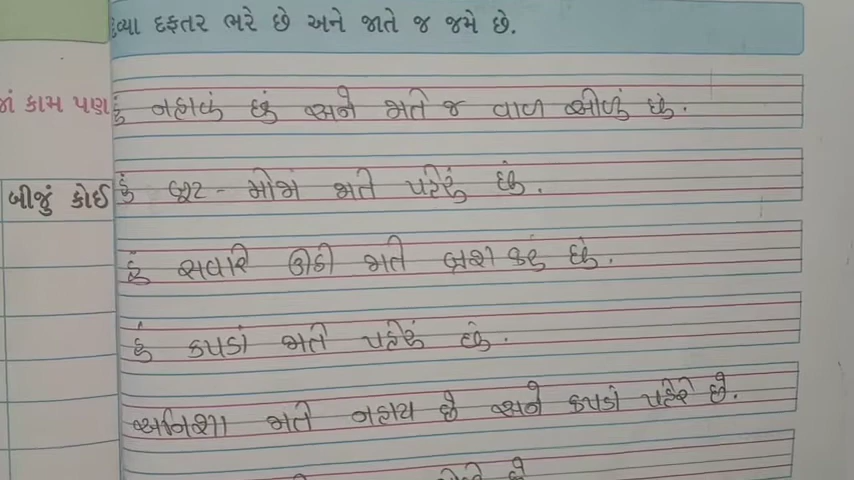 વ્યા દફતર ભરે છે અને જાતે જ જમે છે.
માં કામ પણ
હું નહાવું છું અને જાતે જ વાળ ઓળું છું.
બીજું કોઈ
હું બૂટ - મોજાં જાતે પહેરું છું.
હું સવારે ઊઠી જાતે બ્રશ કરું છું.
હું કપડાં જાતે પહેરું છું.
અનિશા જાતે નહાય છે અને કપડાં પહેરે છે.